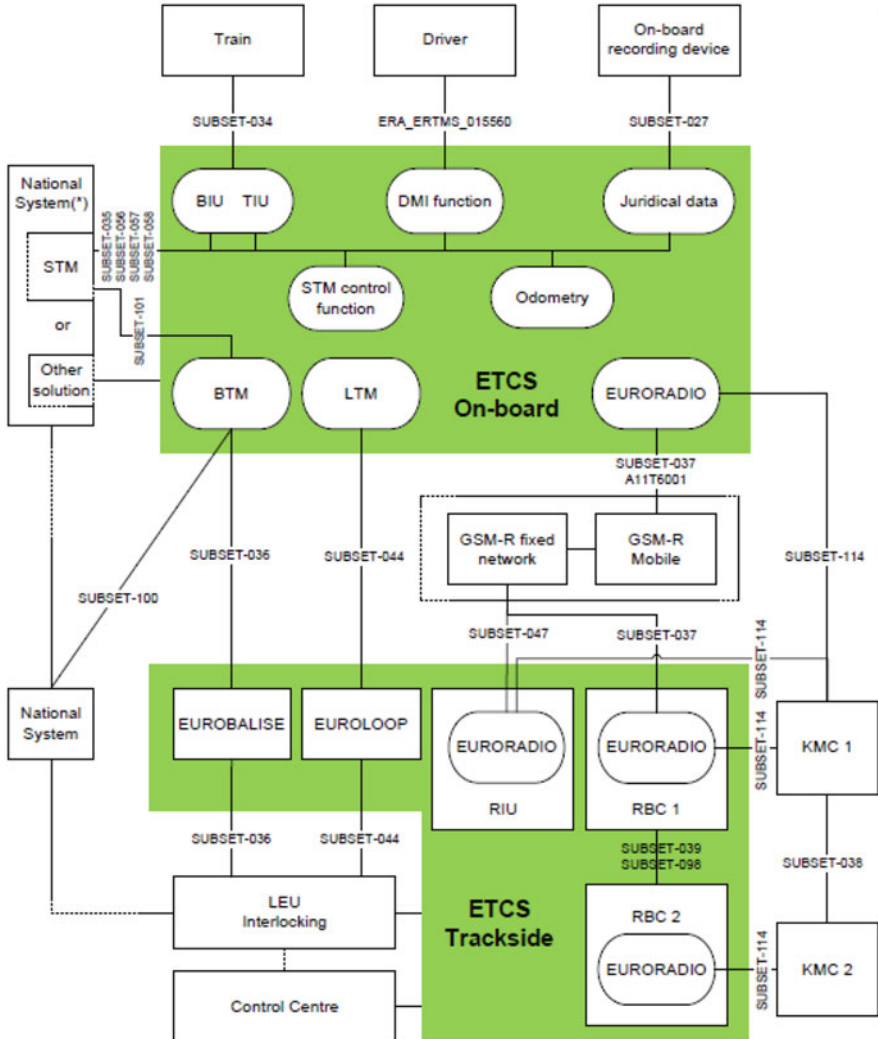 Train
Driver
On-board
recording device
SUBSET-034
ERA_ERTMS_015560
SUBSET-027
National
System(*)
STM
or
Other
solution
SUBSET-035
SUBSET-056
SUBSET-057
SUBSET-058
SUBSET-101
BIU TIU
DMI function
Juridical data
STM control
function
Odometry
BTM
LTM
ETCS
On-board
EURORADIO
SUBSET-037
A11T6001
GSM-R fixed
network
GSM-R
Mobile
SUBSET-100
SUBSET-036
SUBSET-044
SUBSET-114
SUBSET-047
SUBSET-037
SUBSET-114
National
System
EUROBALISE
EUROLOOP
EURORADIO
RIU
EURORADIO
RBC 1
SUBSET-114
KMC 1
SUBSET-036
SUBSET-044
SUBSET-039
SUBSET-098
SUBSET-038
LEU
Interlocking
ETCS
Trackside
RBC 2
EURORADIO
SUBSET-114
KMC 2
Control Centre